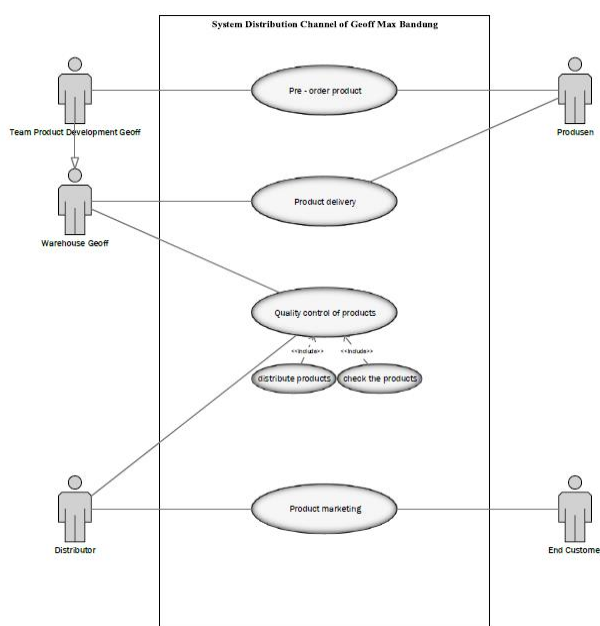 System Distribution Channel of Geoff Max Bandung
Pre - order product
Team Product Development Geoff
Produsen
Product delivery
Warehouse Geoff
Quality control of products
<<include>> <<include>>
distribute products check the products
Product marketing
Distributor
End Custome